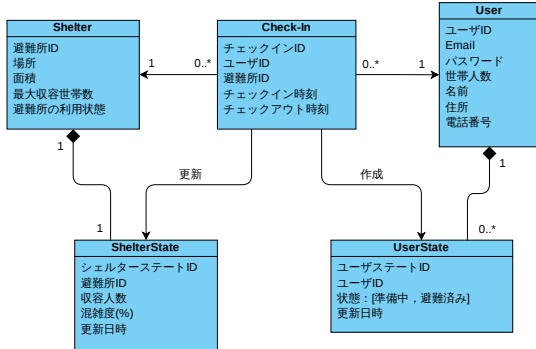 Shelter
避難所ID
場所
面積
最大収容世帯数
避難所の利用状態
Check-In
チェックインID
ユーザID
避難所ID
チェックイン時刻
チェックアウト時刻
User
ユーザID
Email
パスワード
世帯人数
名前
住所
電話番号
1
0..*
0..*
1
1
更新
作成
1
1
0..*
ShelterState
シェルターステートID
避難所ID
収容人数
混雑度(%)
更新日時
UserState
ユーザステートID
ユーザID
状態：[準備中，避難済み]
更新日時